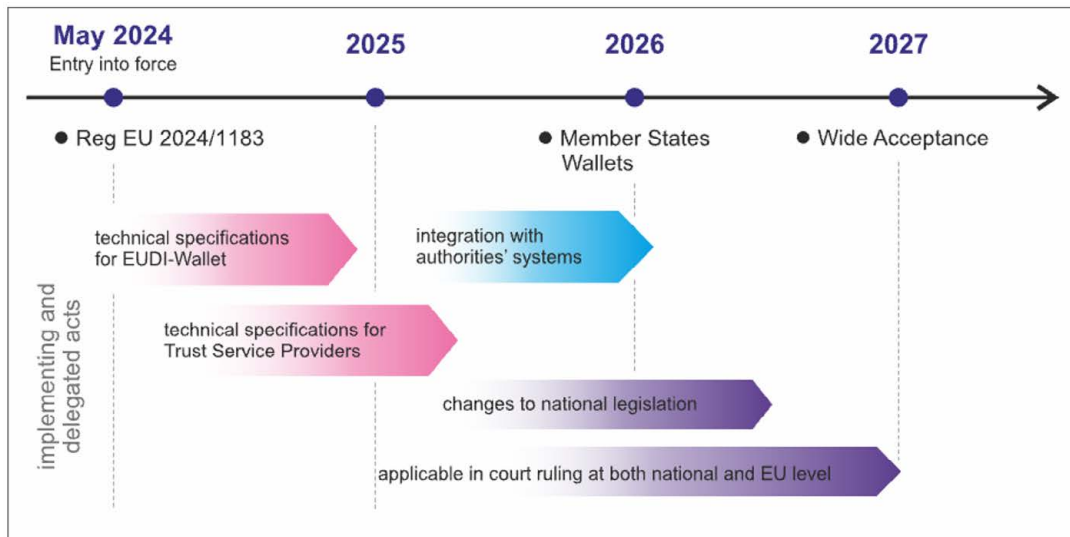 May 2024
Entry into force
2025
2026
2027
● Reg EU 2024/1183
● Member States
Wallets
● Wide Acceptance
technical specifications
for EUDI-Wallet
integration with
authorities' systems
implementing and
delegated acts
technical specifications for
Trust Service Providers
changes to national legislation
applicable in court ruling at both national and EU level